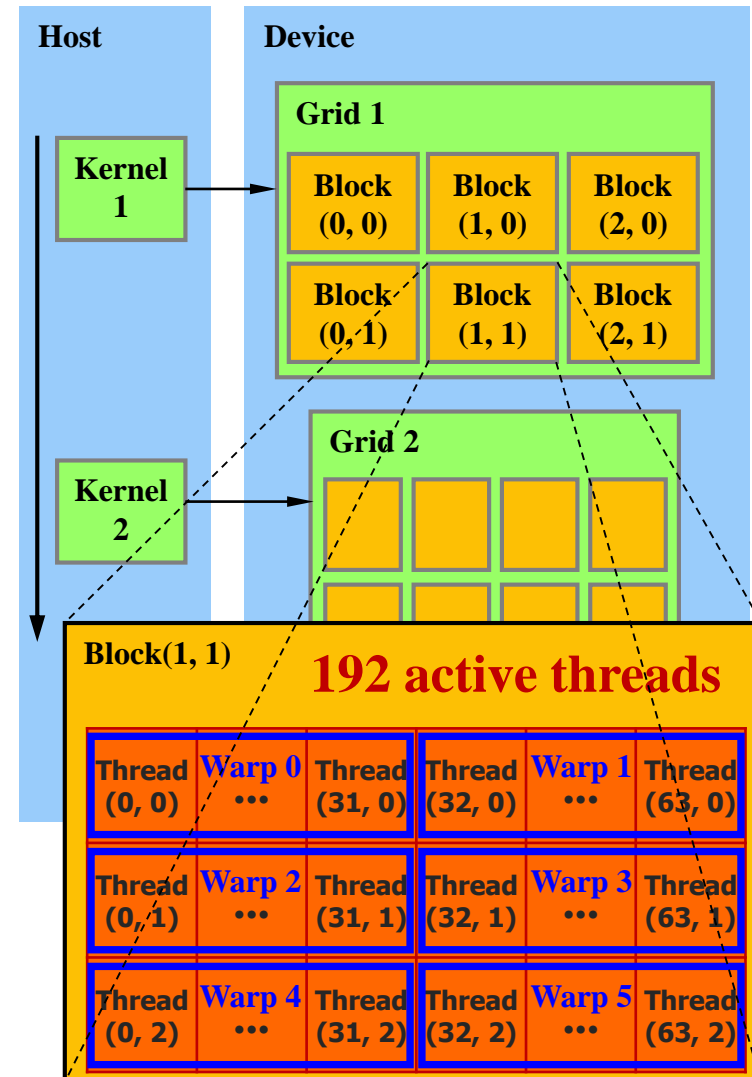 Host
Device
Grid 1
Kernel
1
Block
(0, 0)
Block
(1, 0)
Block
(2, 0)
Block
(0, 1)
Block
(1, 1)
Block
(2, 1)
Grid 2
Kernel
2
Block(1, 1)
192 active threads
Thread
(0, 0)
Warp 0
•••
Thread
(31, 0)
Thread
(32, 0)
Warp 1
•••
Thread
(63, 0)
Thread
(0, 1)
Warp 2
•••
Thread
(31, 1)
Thread
(32, 1)
Warp 3
•••
Thread
(63, 1)
Thread
(0, 2)
Warp 4
•••
Thread
(31, 2)
Thread
(32, 2)
Warp 5
•••
Thread
(63, 2)